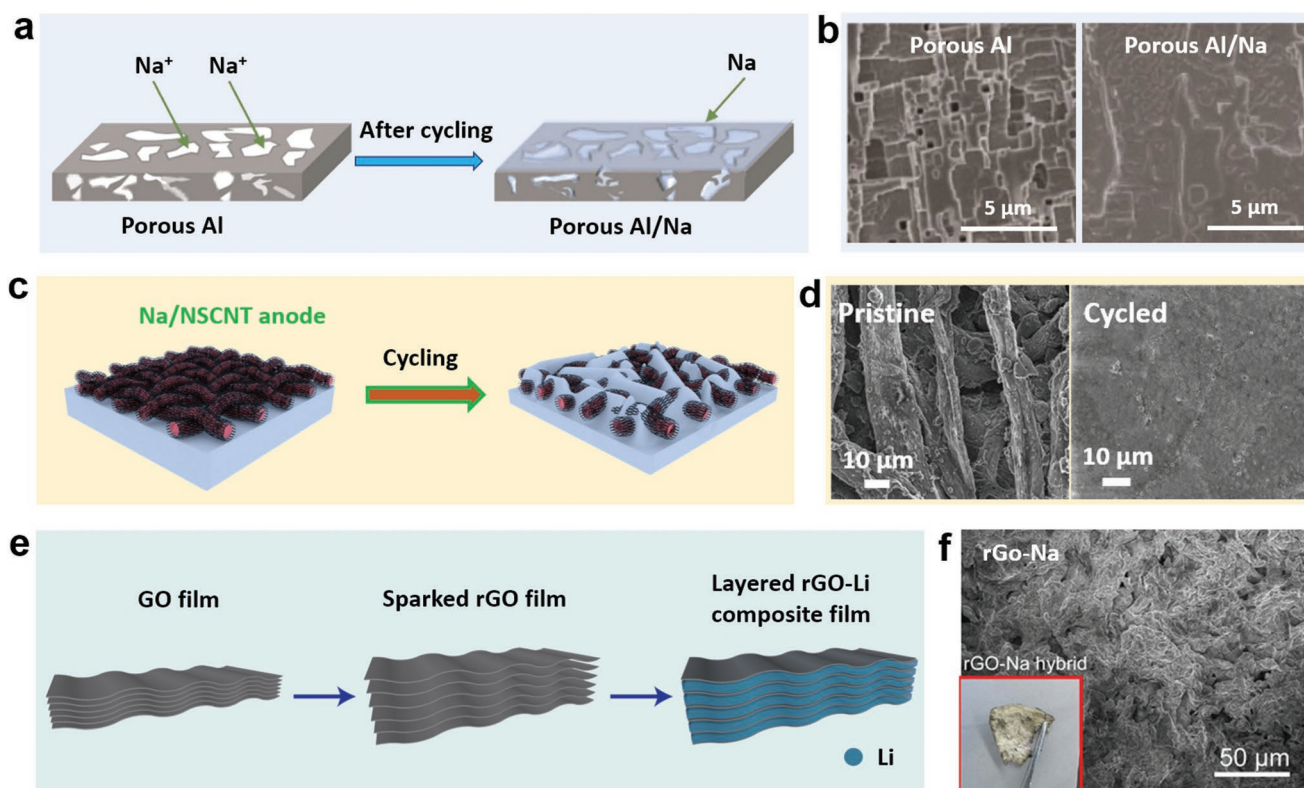 a
Na⁺
Na⁺
Na
After cycling
Porous Al
Porous Al/Na
b
Porous Al
5 µm
Porous Al/Na
5 µm
c
Na/NSCNT anode
Cycling
d
Pristine
10 µm
Cycled
10 µm
e
GO film
Sparked rGO film
Layered rGO-Li
composite film
Li
f
rGo-Na
rGO-Na hybrid
50 µm